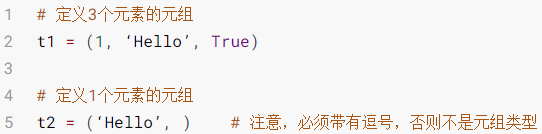 1 # 定义3个元素的元组
2 t1 = (1, ‘Hello’, True)
3
4 # 定义1个元素的元组
5 t2 = (‘Hello’, )   # 注意，必须带有逗号，否则不是元组类型